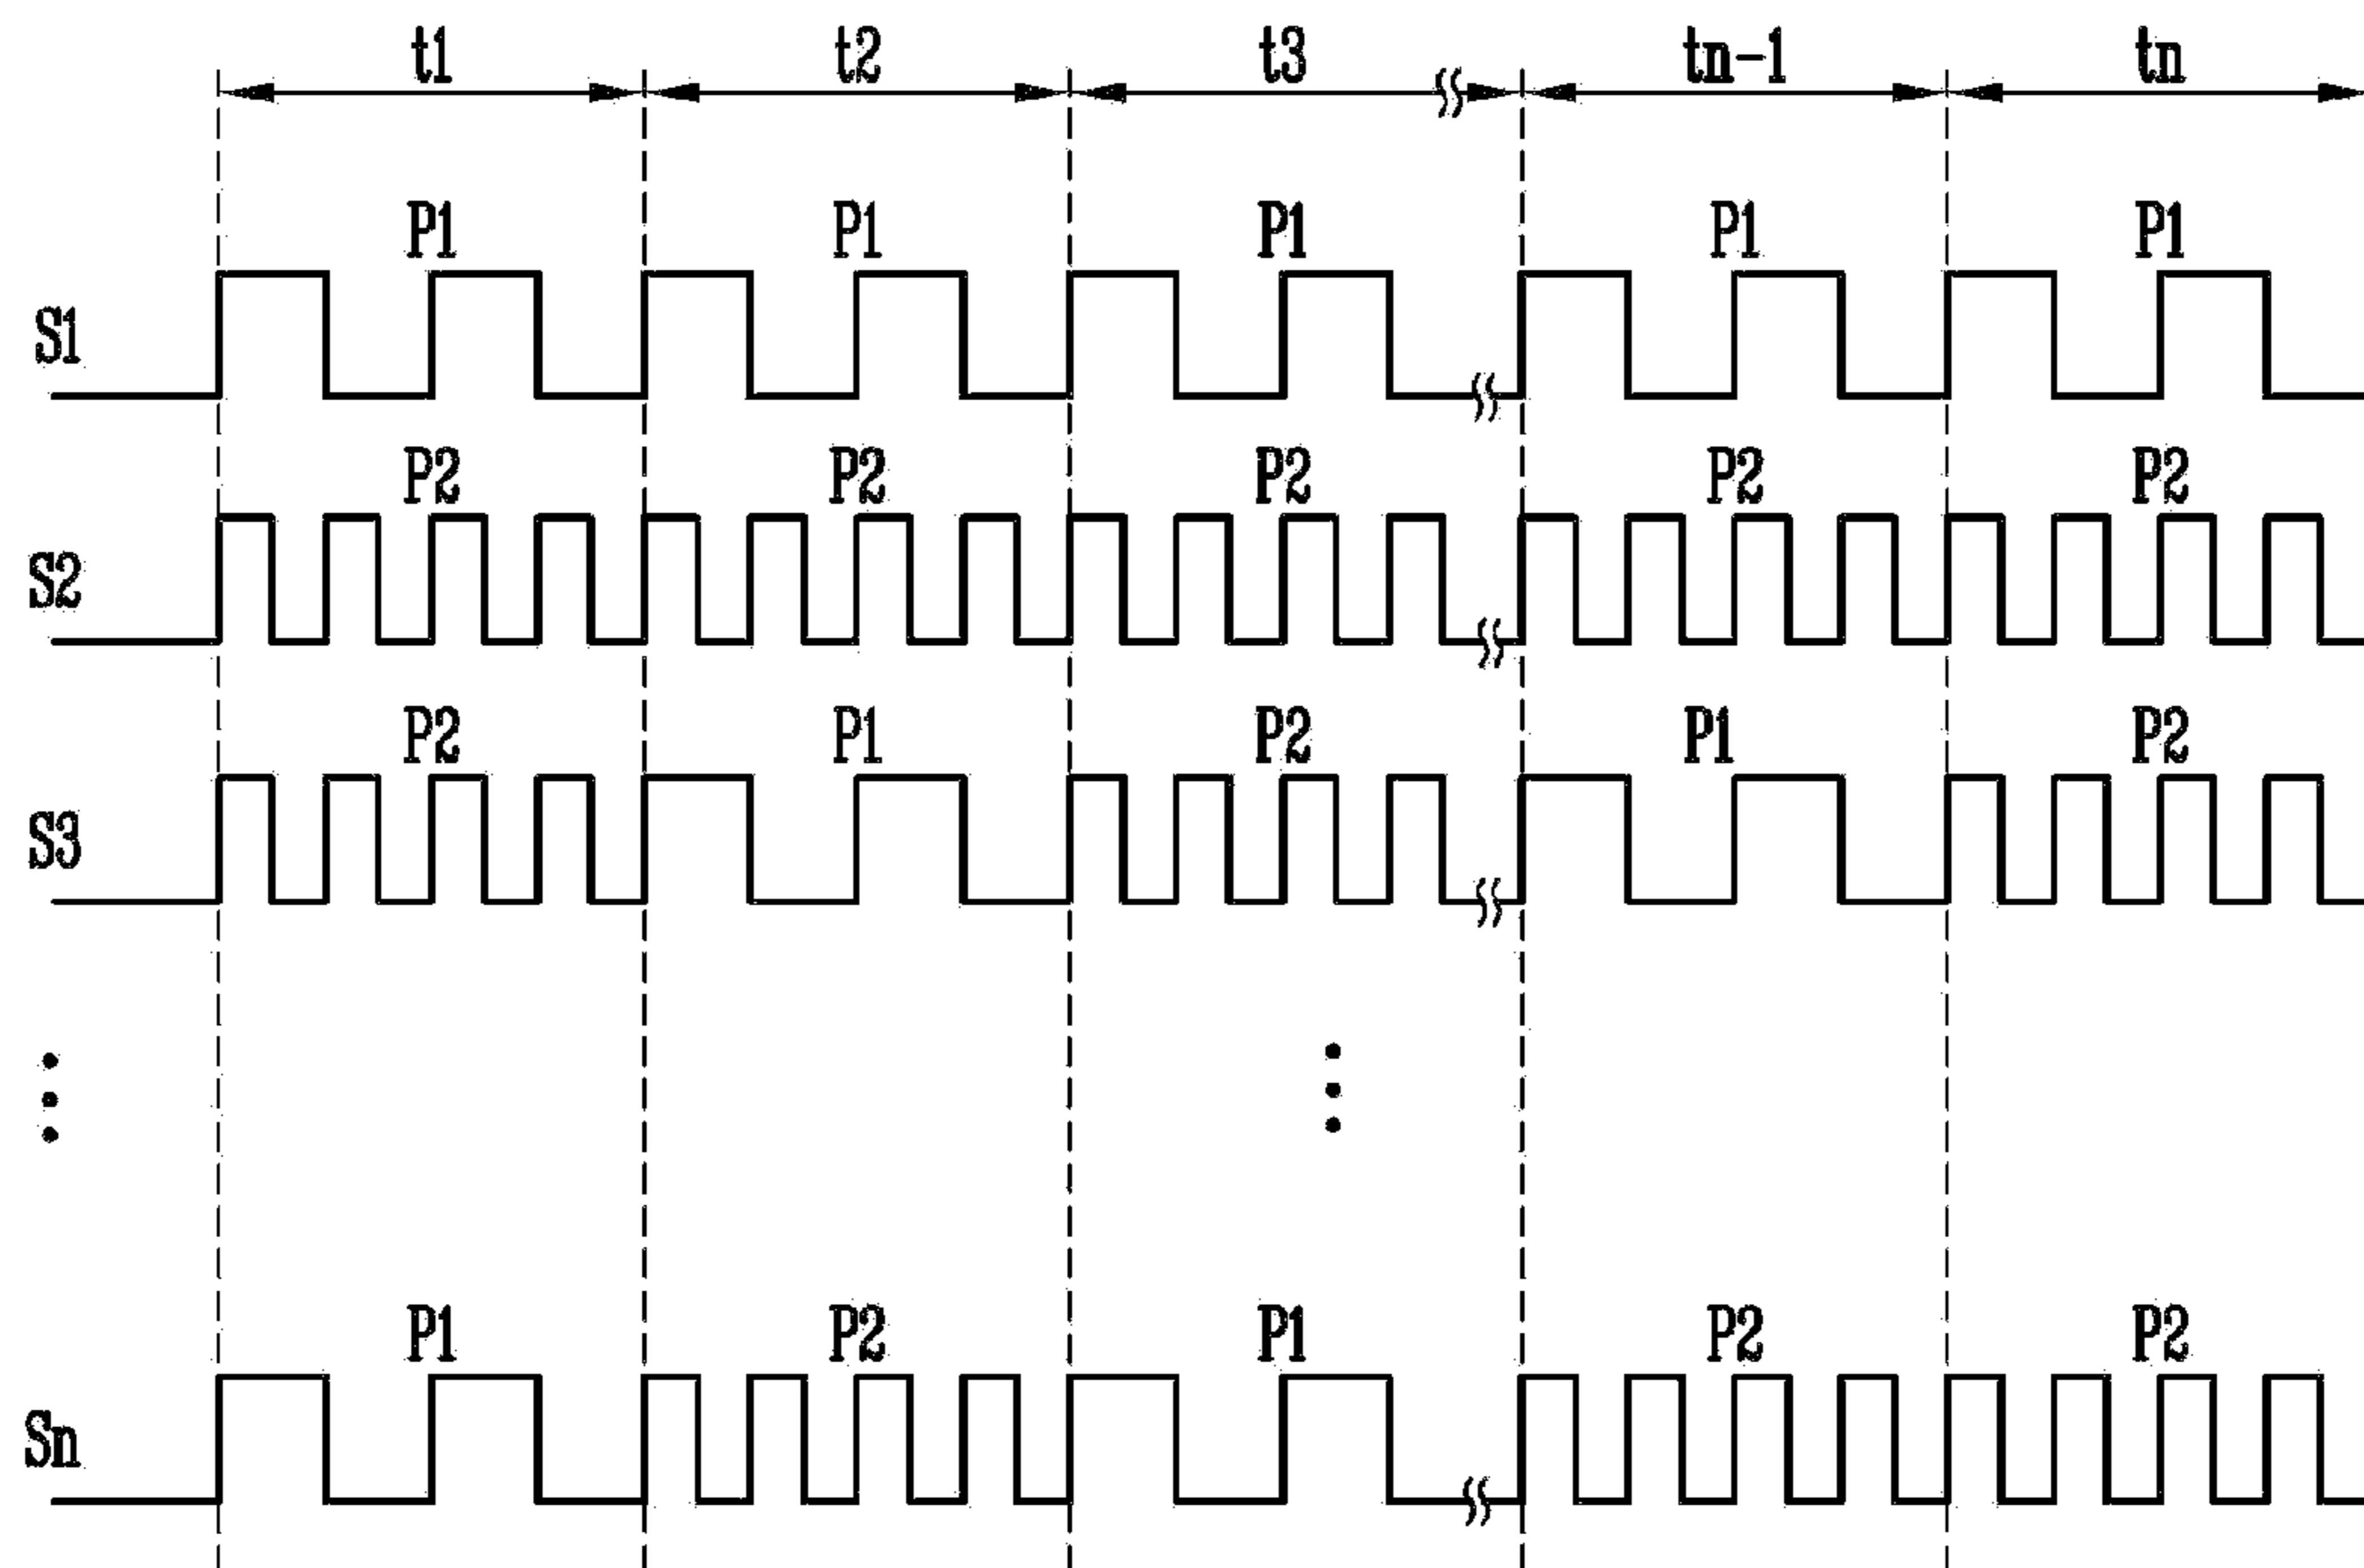 t1 t2 t3 tn-1 tn
P1 P1 P1 P1 P1
S1
P2 P2 P2 P2 P2
S2
P2 P1 P2 P1 P2
S3
P1 P2 P1 P2 P2
Sn